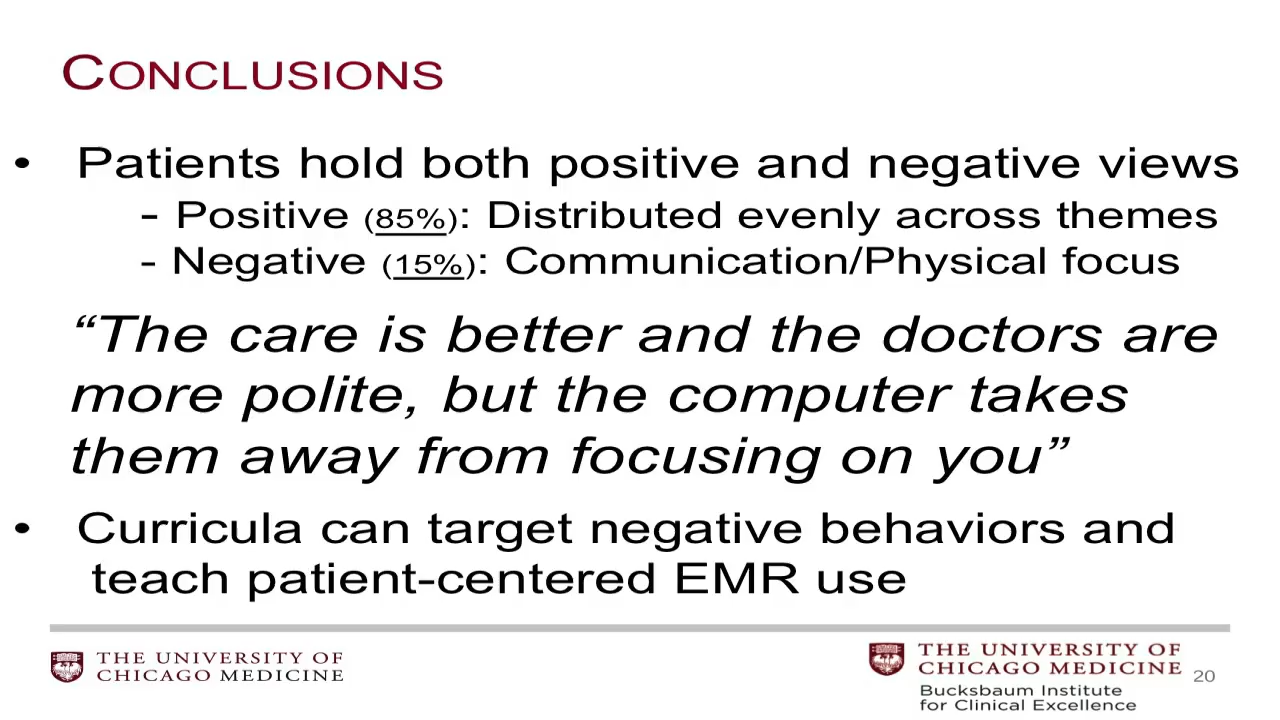 CONCLUSIONS
• Patients hold both positive and negative views
- Positive (85%): Distributed evenly across themes
- Negative (15%): Communication/Physical focus
“The care is better and the doctors are
more polite, but the computer takes
them away from focusing on you”
• Curricula can target negative behaviors and
teach patient-centered EMR use
THE UNIVERSITY OF
CHICAGO MEDICINE
THE UNIVERSITY OF
CHICAGO MEDICINE
Bucksbaum Institute
for Clinical Excellence
20